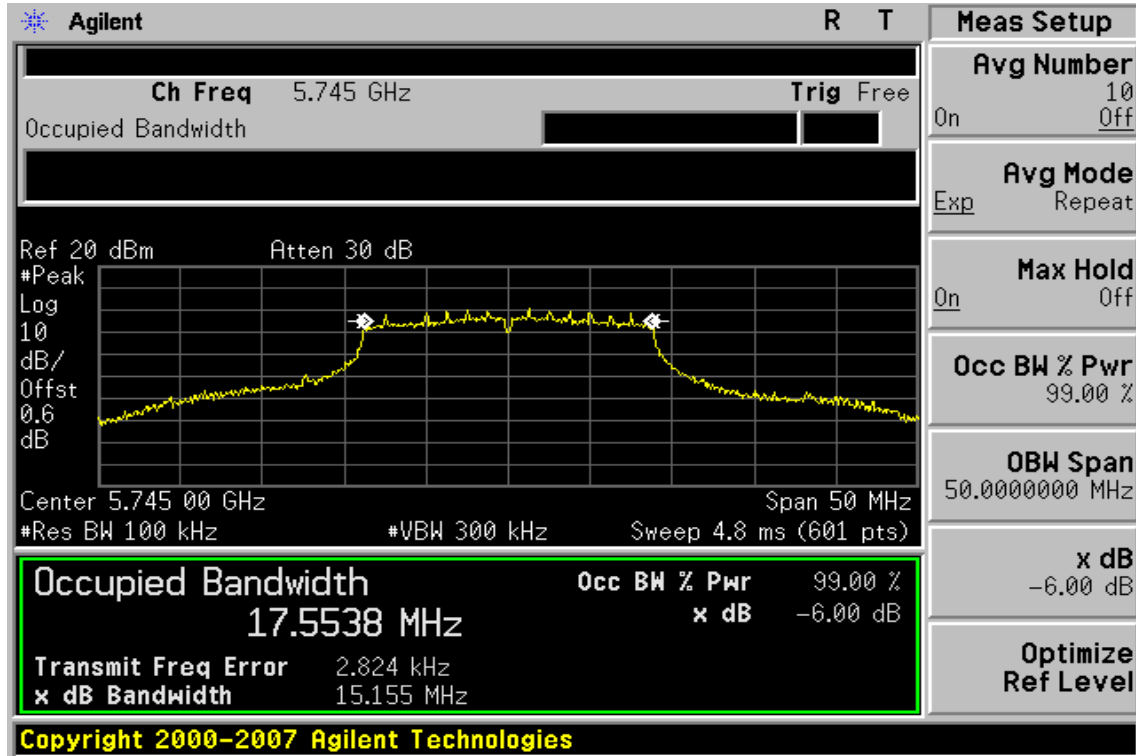 Agilent
R T
Ch Freq 5.745 GHz
Trig Free
Occupied Bandwidth
Ref 20 dBm
Atten 30 dB
#Peak
Log
10
dB/
Offst
0.6
dB
Center 5.745 00 GHz
Span 50 MHz
#Res BW 100 kHz
#VBW 300 kHz
Sweep 4.8 ms (601 pts)
Occupied Bandwidth
17.5538 MHz
Occ BW % Pwr 99.00 %
x dB -6.00 dB
Transmit Freq Error 2.824 kHz
x dB Bandwidth 15.155 MHz
Copyright 2000-2007 Agilent Technologies
Meas Setup
Avg Number
10
On Off
Avg Mode
Exp Repeat
Max Hold
On Off
Occ BW % Pwr
99.00 %
OBW Span
50.0000000 MHz
x dB
-6.00 dB
Optimize
Ref Level